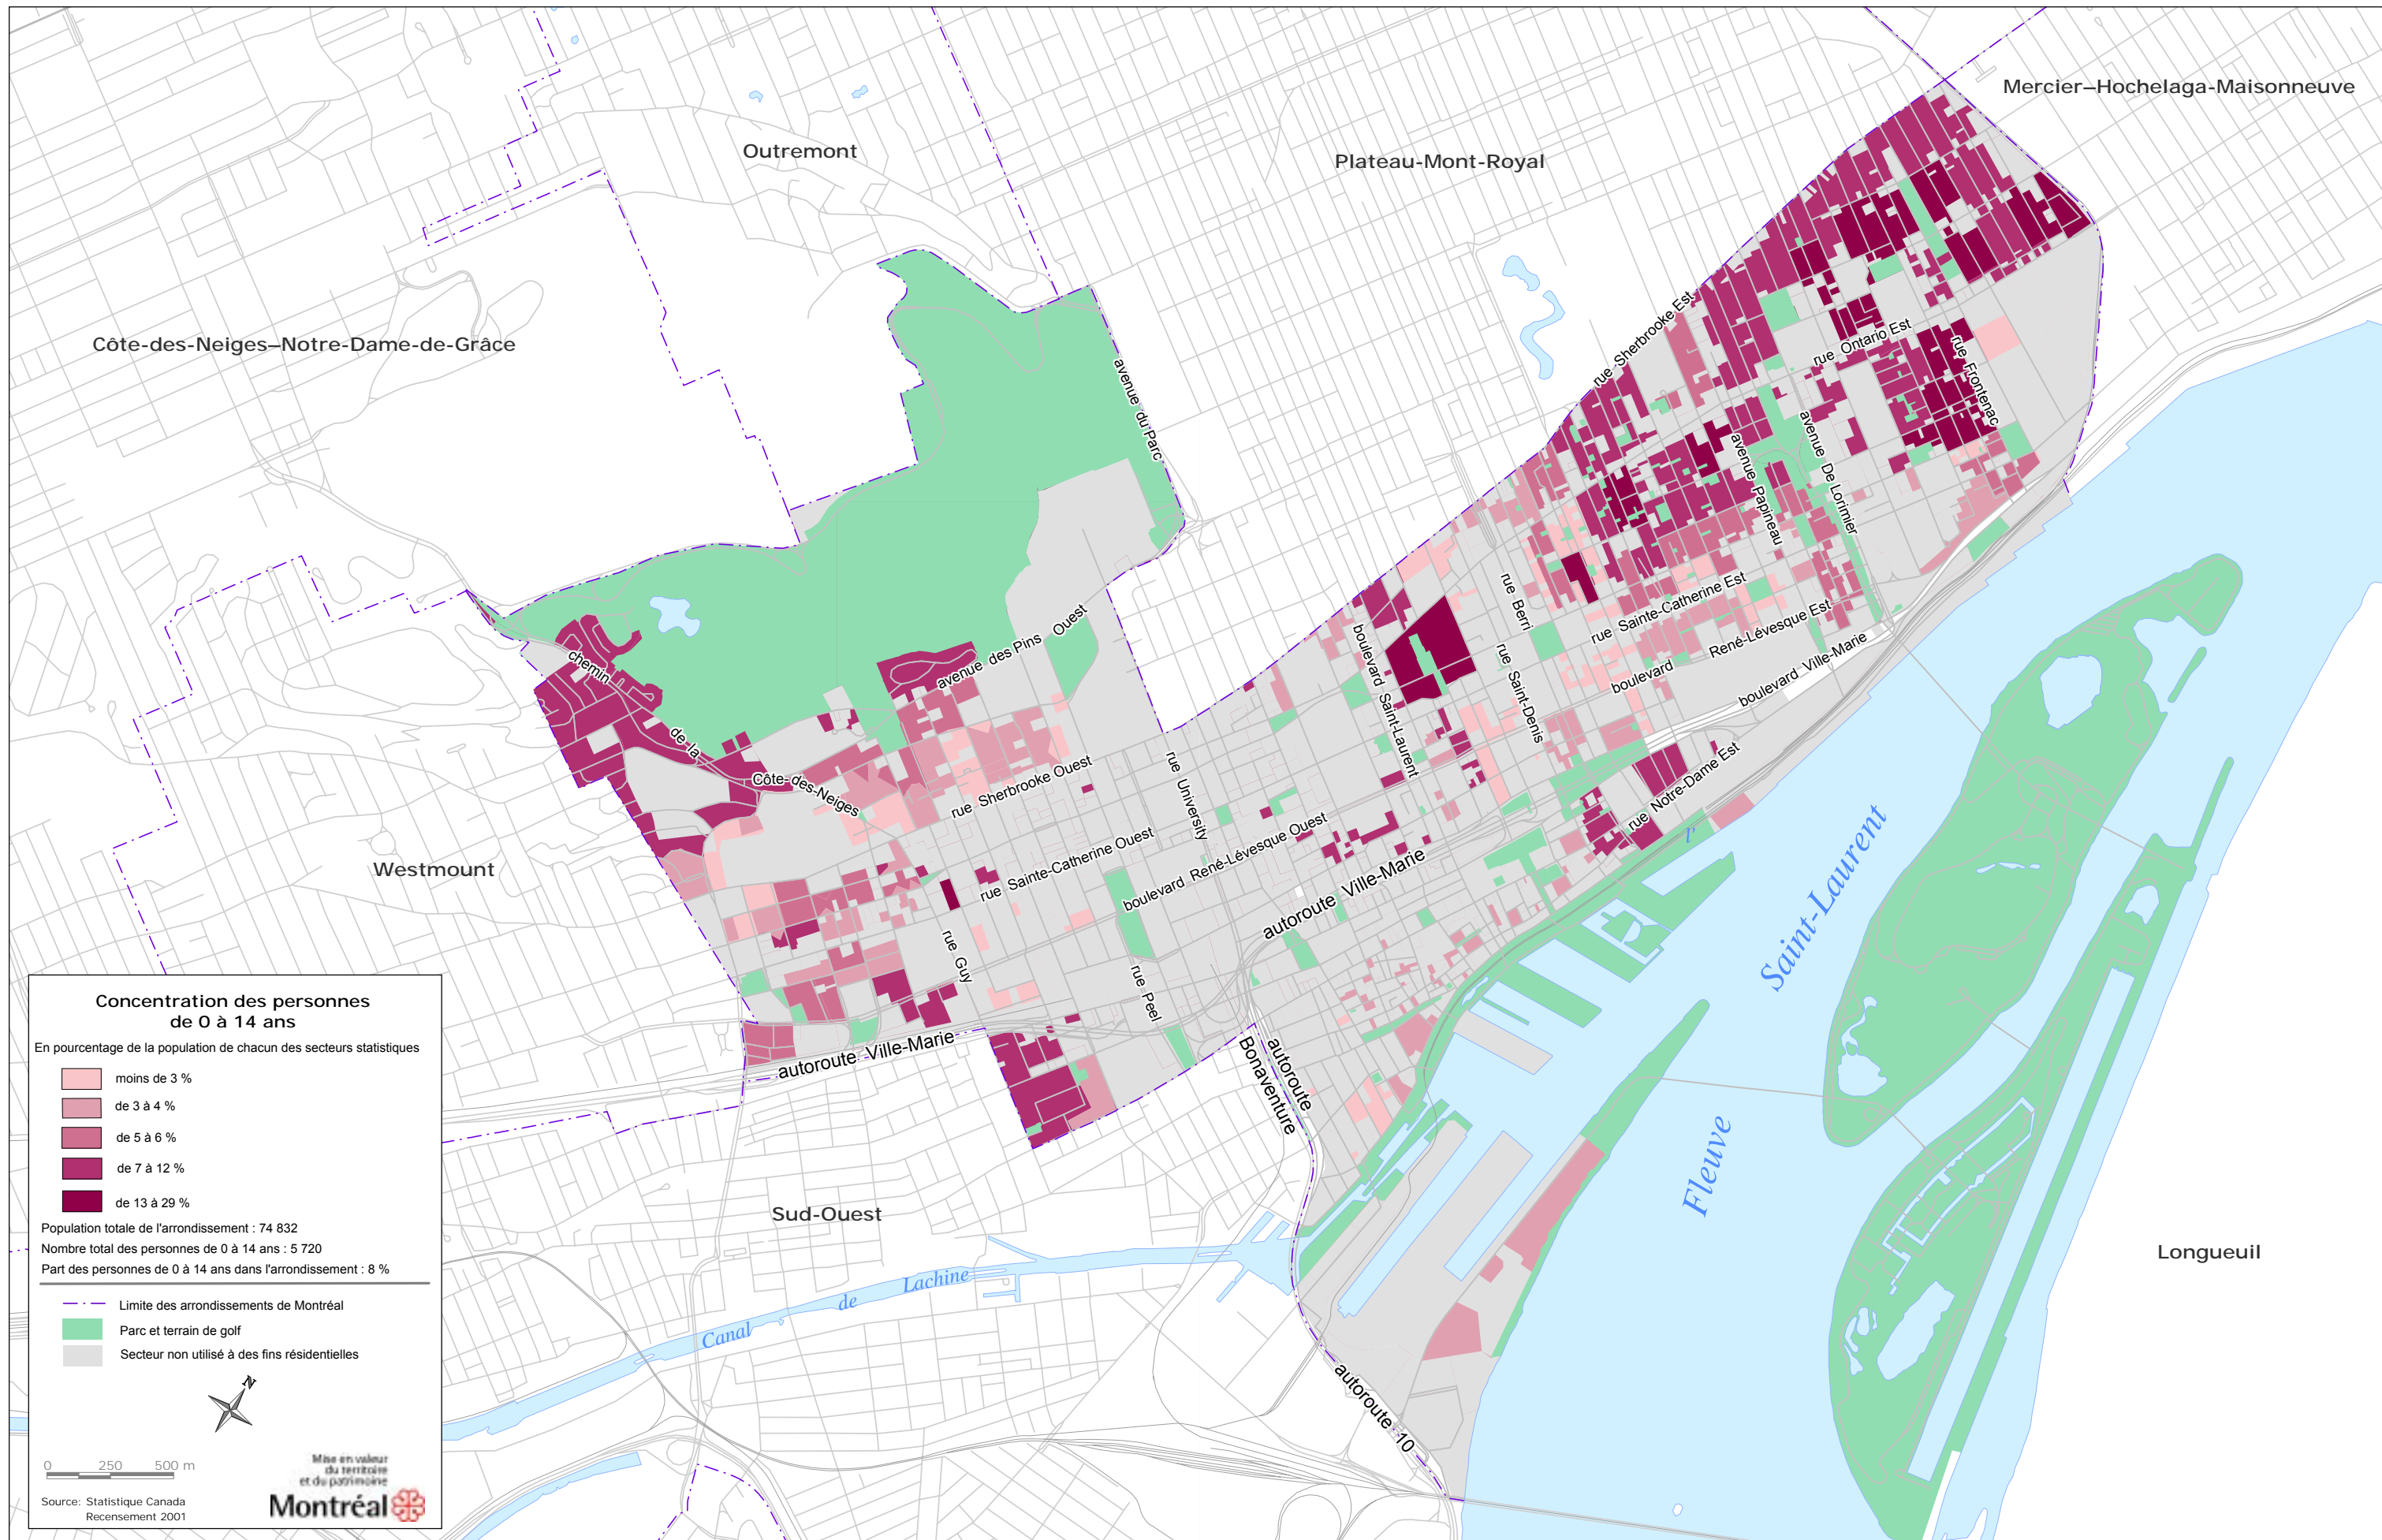 Mercier–Hochelaga-Maisonneuve
Outremont
Plateau-Mont-Royal
Côte-des-Neiges–Notre-Dame-de-Grâce
rue Sherbrooke Est
rue Ontario Est
rue Frontenac
avenue du Parc
avenue Papineau
avenue De Lorimier
avenue des Pins Ouest
rue Berri
rue Sainte-Catherine Est
boulevard René-Lévesque Est
boulevard Ville-Marie
boulevard Saint-Laurent
rue Saint-Denis
chemin de la Côte-des-Neiges
rue Sherbrooke Ouest
rue University
rue Notre-Dame Est
rue Sainte-Catherine Ouest
boulevard René-Lévesque Ouest
autoroute Ville-Marie
Westmount
rue Guy
rue Peel
autoroute Ville-Marie
autoroute Bonaventure
l'
Saint-Laurent
Fleuve
Sud-Ouest
Longueuil
Canal de Lachine
autoroute 10
Concentration des personnes
de 0 à 14 ans
En pourcentage de la population de chacun des secteurs statistiques
moins de 3 %
de 3 à 4 %
de 5 à 6 %
de 7 à 12 %
de 13 à 29 %
Population totale de l'arrondissement : 74 832
Nombre total des personnes de 0 à 14 ans : 5 720
Part des personnes de 0 à 14 ans dans l'arrondissement : 8 %
Limite des arrondissements de Montréal
Parc et terrain de golf
Secteur non utilisé à des fins résidentielles
N
0 250 500 m
Mise en valeur
du territoire
et du patrimoine
Montréal
Source: Statistique Canada
Recensement 2001